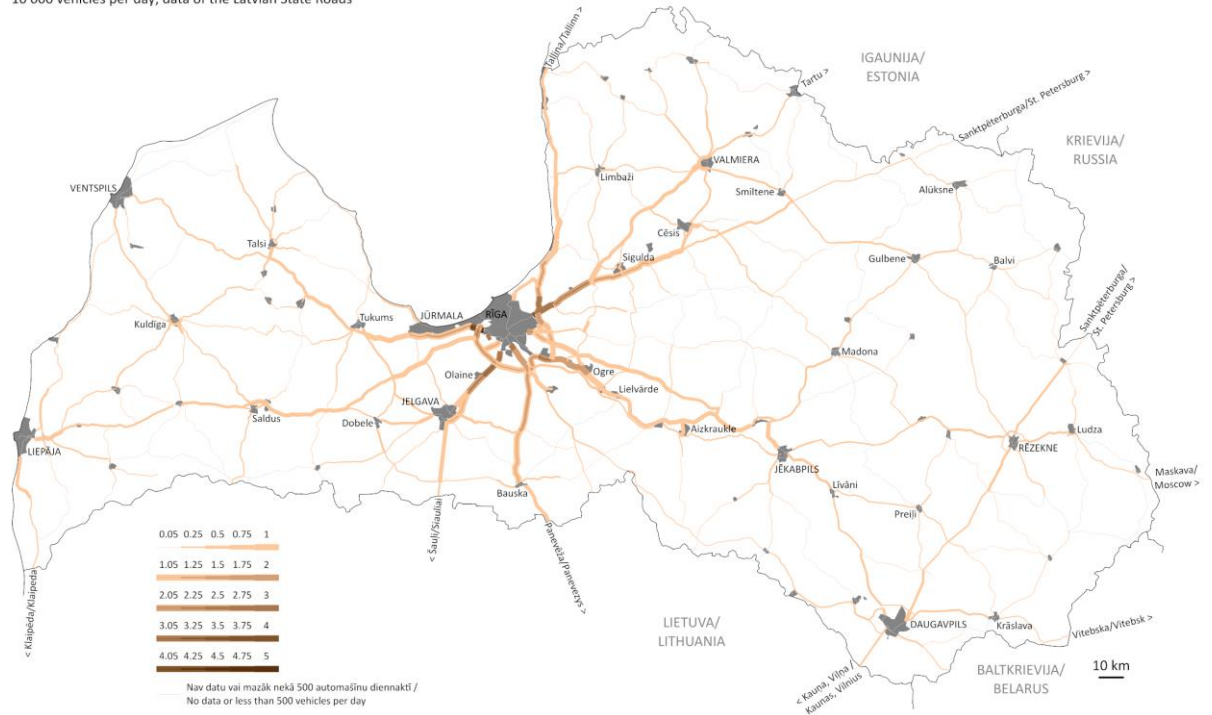 10 000 vehicles per day, data of the Latvian State Roads
Tallina/Tallinn >
IGAUNIJA/
ESTONIA
Tartu >
Sanktpēterburga/St. Petersburg >
KRIEVIJA/
RUSSIA
VENTSPILS
VALMIERA
Limbaži
Smiltene
Alūksne
Talsi
Cēsis
Sigulda
Gulbene
Balvi
Sanktpēterburga/
St. Petersburg >
Kuldīga
Tukums
JŪRMALA
RĪGA
Madona
Olaine
Ogre
Lielvārde
JELGAVA
Saldus
Dobele
Aizkraukle
LIEPĀJA
JĒKABPILS
RĒZEKNE
Ludza
Maskava/
Moscow >
Bauska
Līvāni
Preiļi
< Šauļi/Siauliai
Panevēža/Panevezys >
0.05 0.25 0.5 0.75 1
1.05 1.25 1.5 1.75 2
2.05 2.25 2.5 2.75 3
3.05 3.25 3.5 3.75 4
4.05 4.25 4.5 4.75 5
< Klaipēda/Klaipeda
LIETUVA/
LITHUANIA
DAUGAVPILS
Krāslava
Vitebska/Vitebsk >
BALTKRIEVIJA/
BELARUS
10 km
< Kauņa, Viļņa /
Kaunas, Vilnius
Nav datu vai mazāk nekā 500 automašīnu diennaktī /
No data or less than 500 vehicles per day